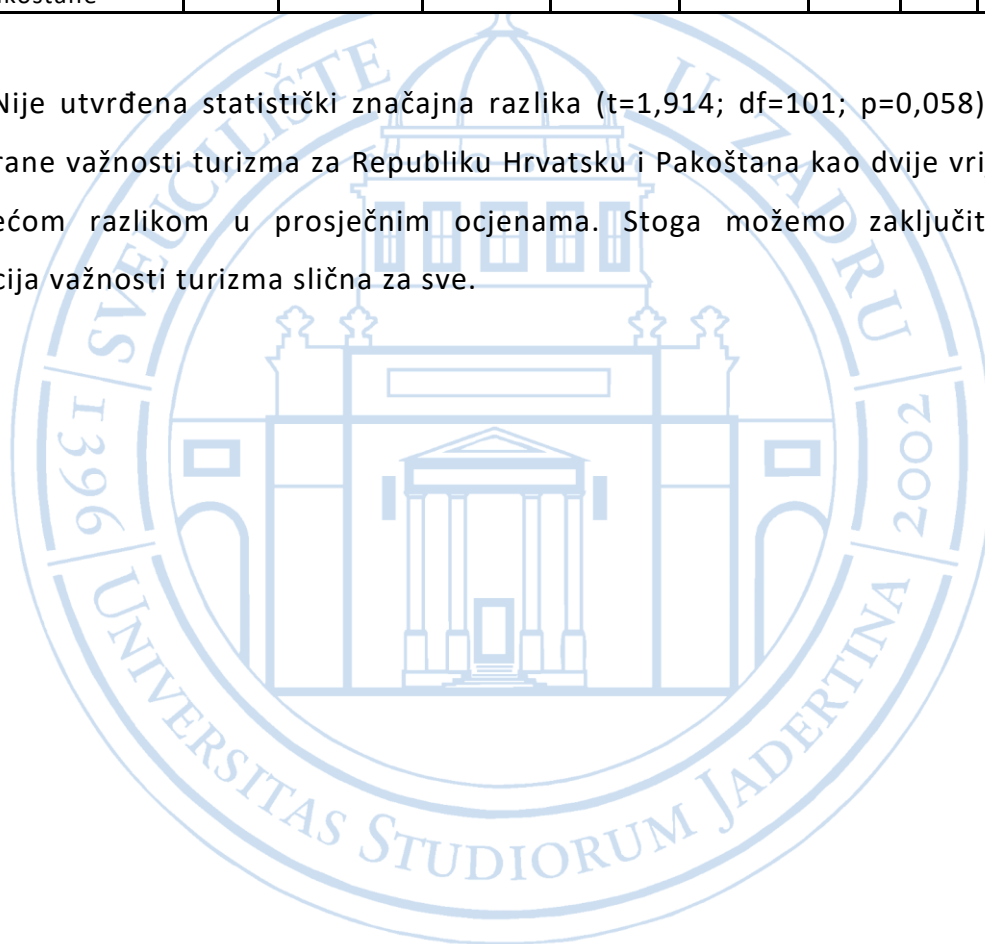 kostane
Nije utvrđena statistički značajna razlika (t=1,914; df=101; p=0,058)
rane važnosti turizma za Republiku Hrvatsku i Pakoštana kao dvije vrij
ećom razlikom u prosječnim ocjenama. Stoga možemo zaključit
cija važnosti turizma slična za sve.
SVEUČILIŠTE U ZADRU
1396
2002
UNIVERSITAS STUDIORUM JADERTINA